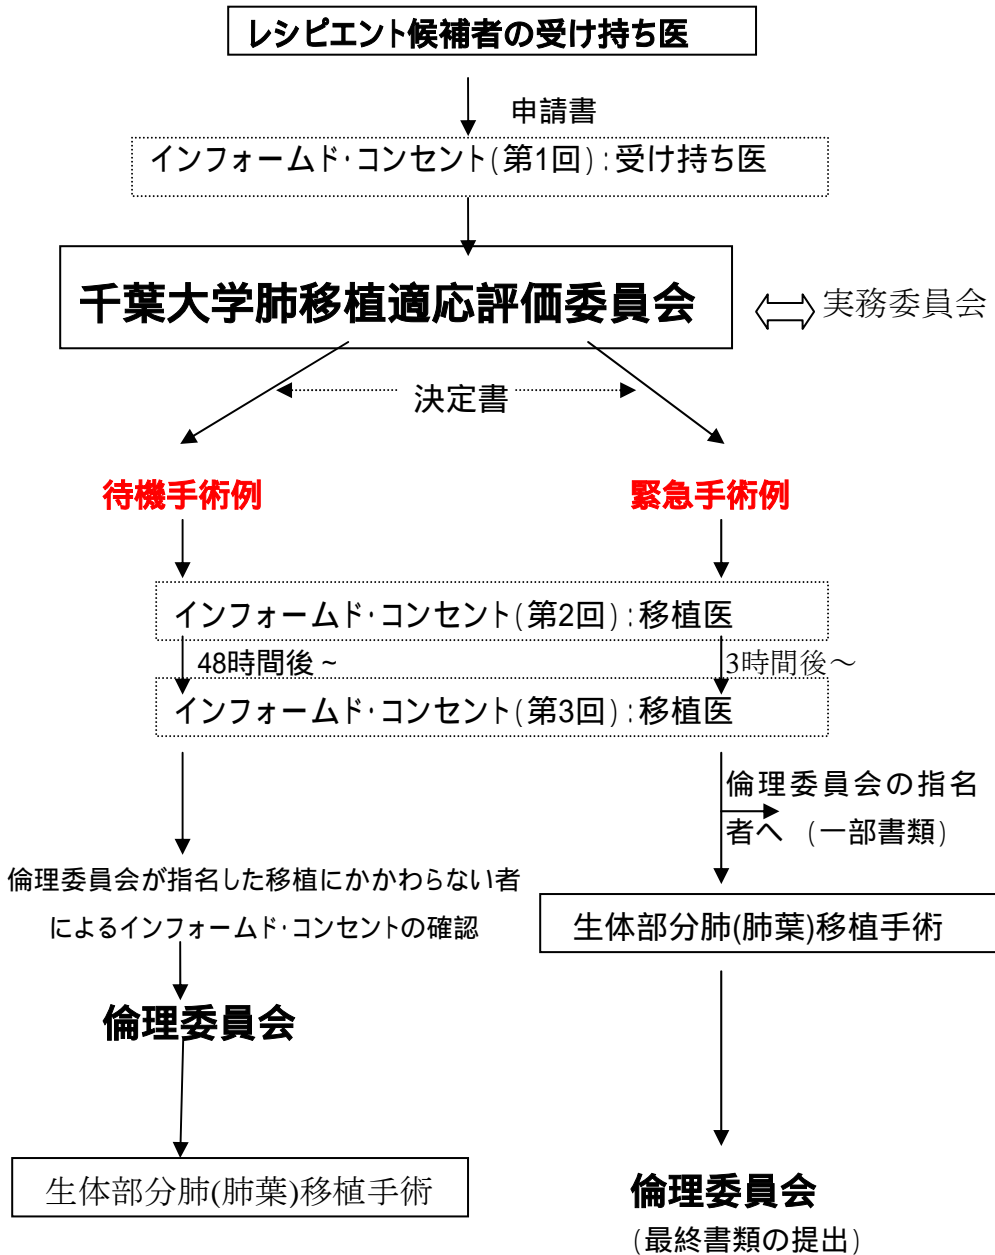 レシピエント候補者の受け持ち医
申請書
インフォームド・コンセント(第1回):受け持ち医
千葉大学肺移植適応評価委員会
実務委員会
決定書
待機手術例
緊急手術例
インフォームド・コンセント(第2回):移植医
48時間後~
3時間後～
インフォームド・コンセント(第3回):移植医
倫理委員会の指名
者へ (一部書類)
倫理委員会が指名した移植にかかわらない者
によるインフォームド・コンセントの確認
生体部分肺(肺葉)移植手術
倫理委員会
生体部分肺(肺葉)移植手術
倫理委員会
(最終書類の提出)